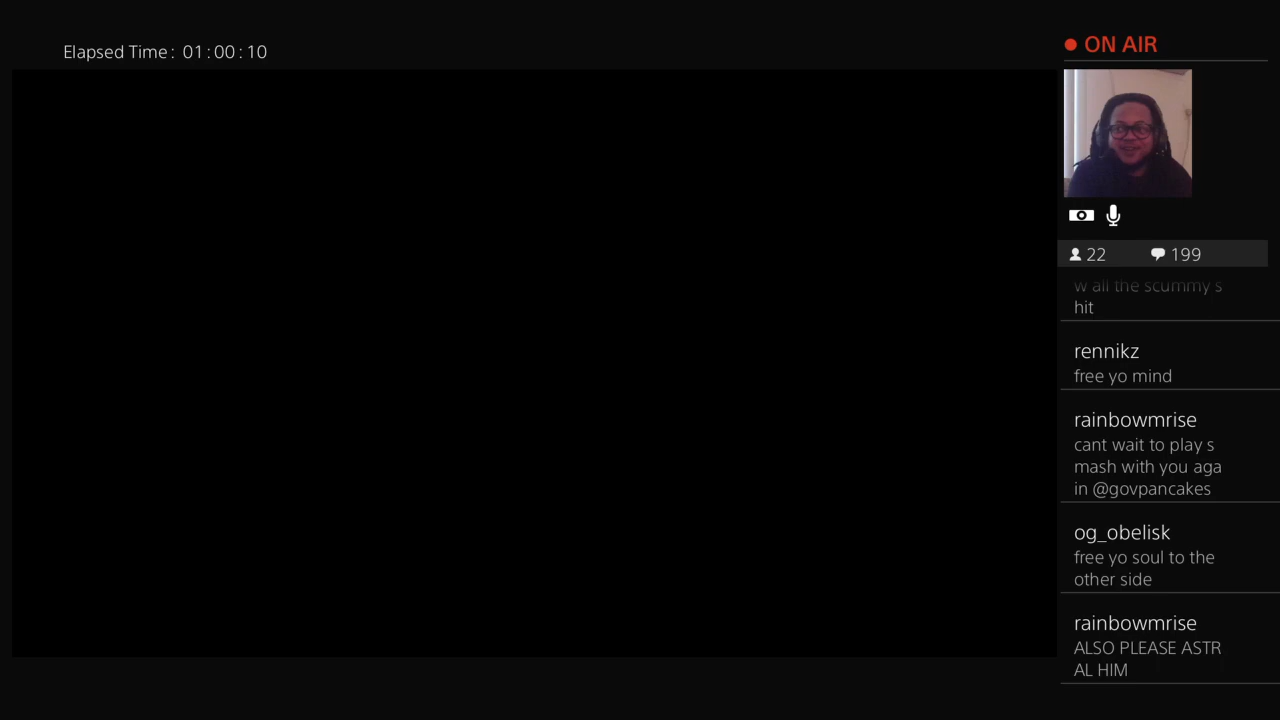 Elapsed Time: 01:00:10
ON AIR
22
199
w all the scummy s
hit
rennikz
free yo mind
rainbowmrise
cant wait to play s
mash with you aga
in @govpancakes
og_obelisk
free yo soul to the
other side
rainbowmrise
ALSO PLEASE ASTR
AL HIM